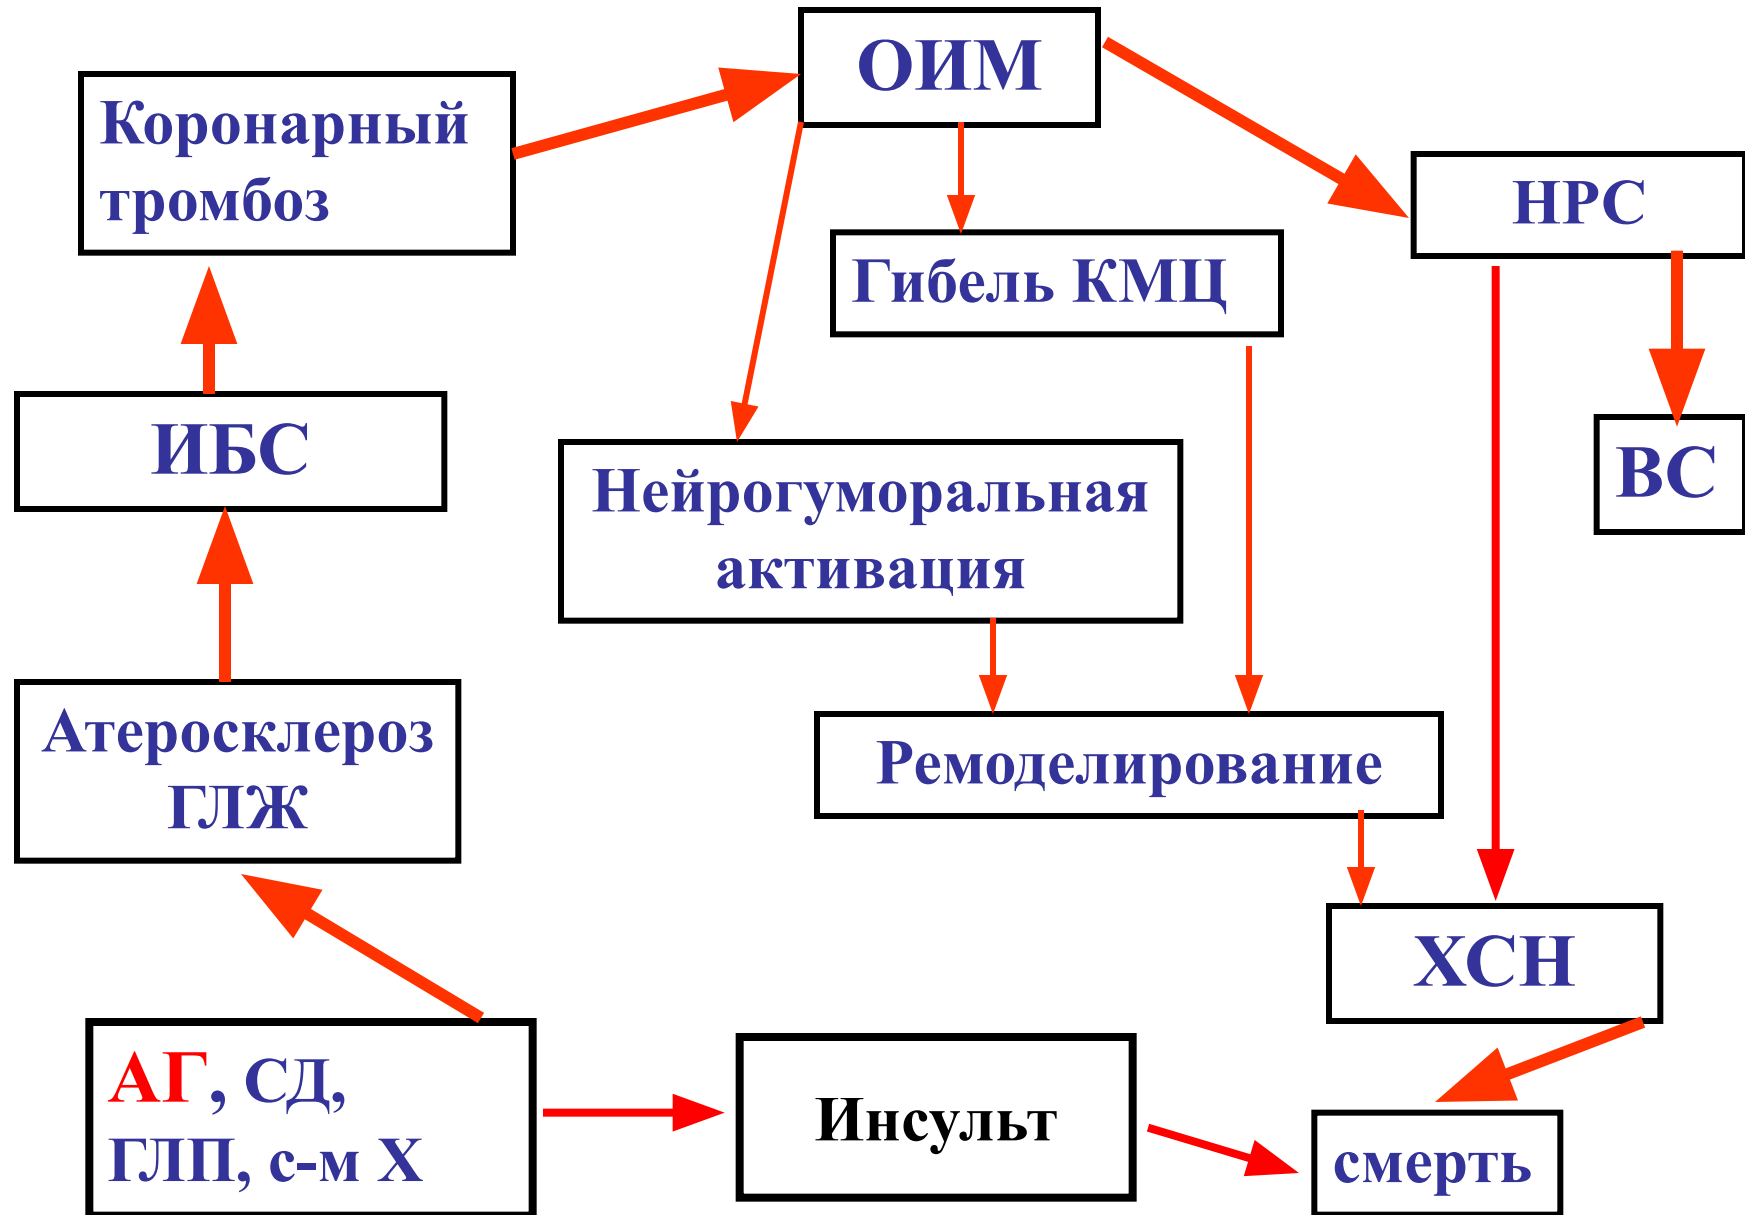 ОИМ
Коронарный
тромбоз
НРС
Гибель КМЦ
ИБС
ВС
Нейрогуморальная
активация
Атеросклероз
ГЛЖ
Ремоделирование
ХСН
АГ, СД,
ГЛП, с-м Х
Инсульт
смерть